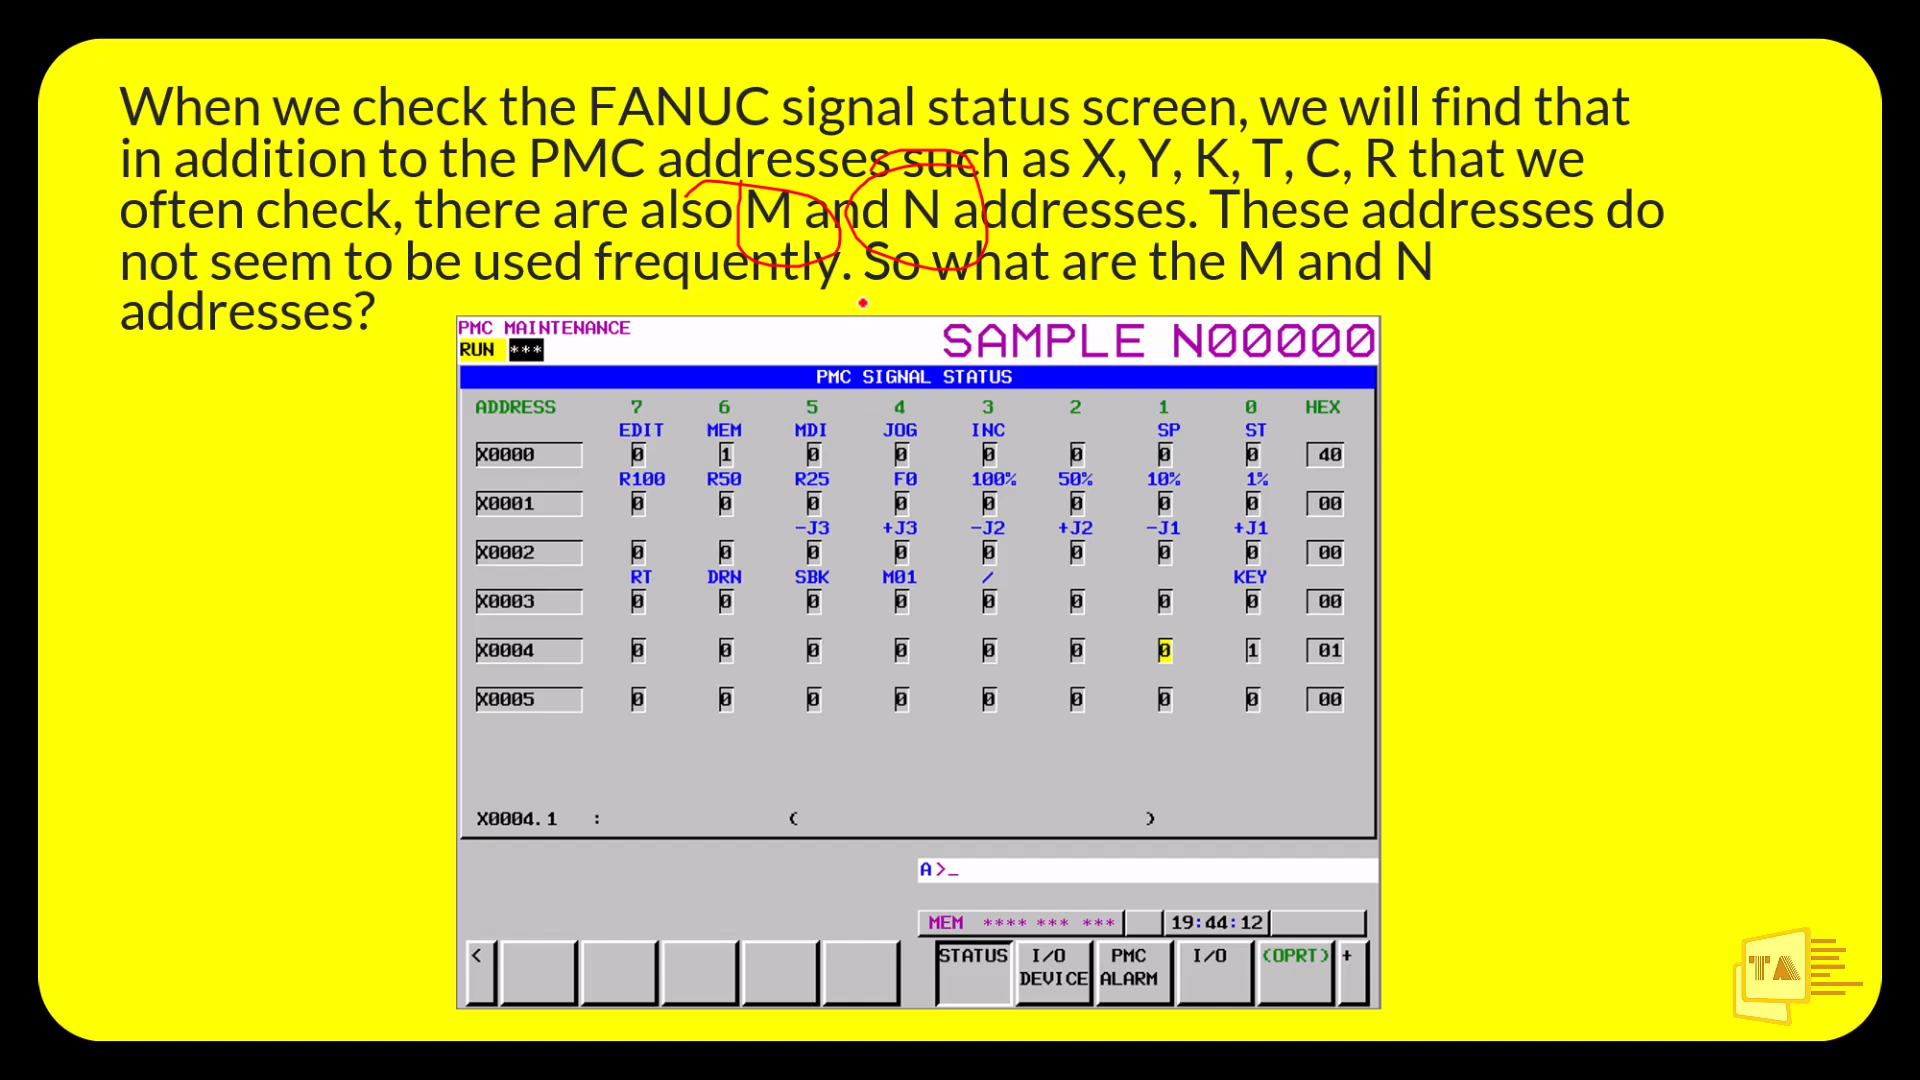 When we check the FANUC signal status screen, we will find that
in addition to the PMC addresses such as X, Y, K, T, C, R that we
often check, there are also M and N addresses. These addresses do
not seem to be used frequently. So what are the M and N
addresses?
PMC MAINTENANCE
SAMPLE N00000
RUN ***
PMC SIGNAL STATUS
ADDRESS 7 6 5 4 3 2 1 0 HEX
EDIT MEM MDI JOG INC SP ST
X0000 0 1 0 0 0 0 0 0 40
R100 R50 R25 F0 100% 50% 10% 1%
X0001 0 0 0 0 0 0 0 0 00
-J3 +J3 -J2 +J2 -J1 +J1
X0002 0 0 0 0 0 0 0 0 00
RT DRN SBK M01 / KEY
X0003 0 0 0 0 0 0 0 0 00
X0004 0 0 0 0 0 0 0 1 01
X0005 0 0 0 0 0 0 0 0 00
X0004.1 : ( )
A>_
MEM **** *** *** 19:44:12
< STATUS I/O DEVICE PMC ALARM I/O (OPRT) +
TA